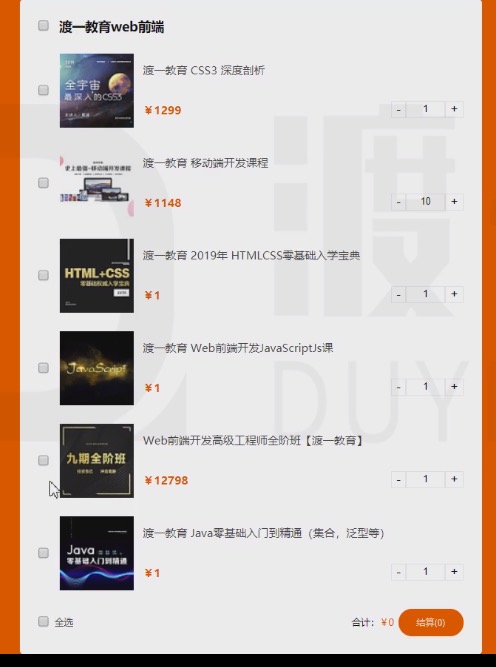 渡一教育web前端
全宇宙
最深入的CSS3
渡一教育 CSS3 深度剖析
￥1299
- 1 +
史上最强-移动端开发课程
渡一教育 移动端开发课程
￥1148
- 10 +
HTML+CSS
零基础权威入学宝典
渡一教育 2019年 HTMLCSS零基础入学宝典
￥1
- 1 +
JavaScript
渡一教育 Web前端开发JavaScriptJs课
￥1
- 1 +
九期全阶班
Web前端开发高级工程师全阶班【渡一教育】
￥12798
- 1 +
Java
零基础入门到精通
渡一教育 Java零基础入门到精通（集合，泛型等）
￥1
- 1 +
全选
合计：￥0 结算(0)
渡
DUY